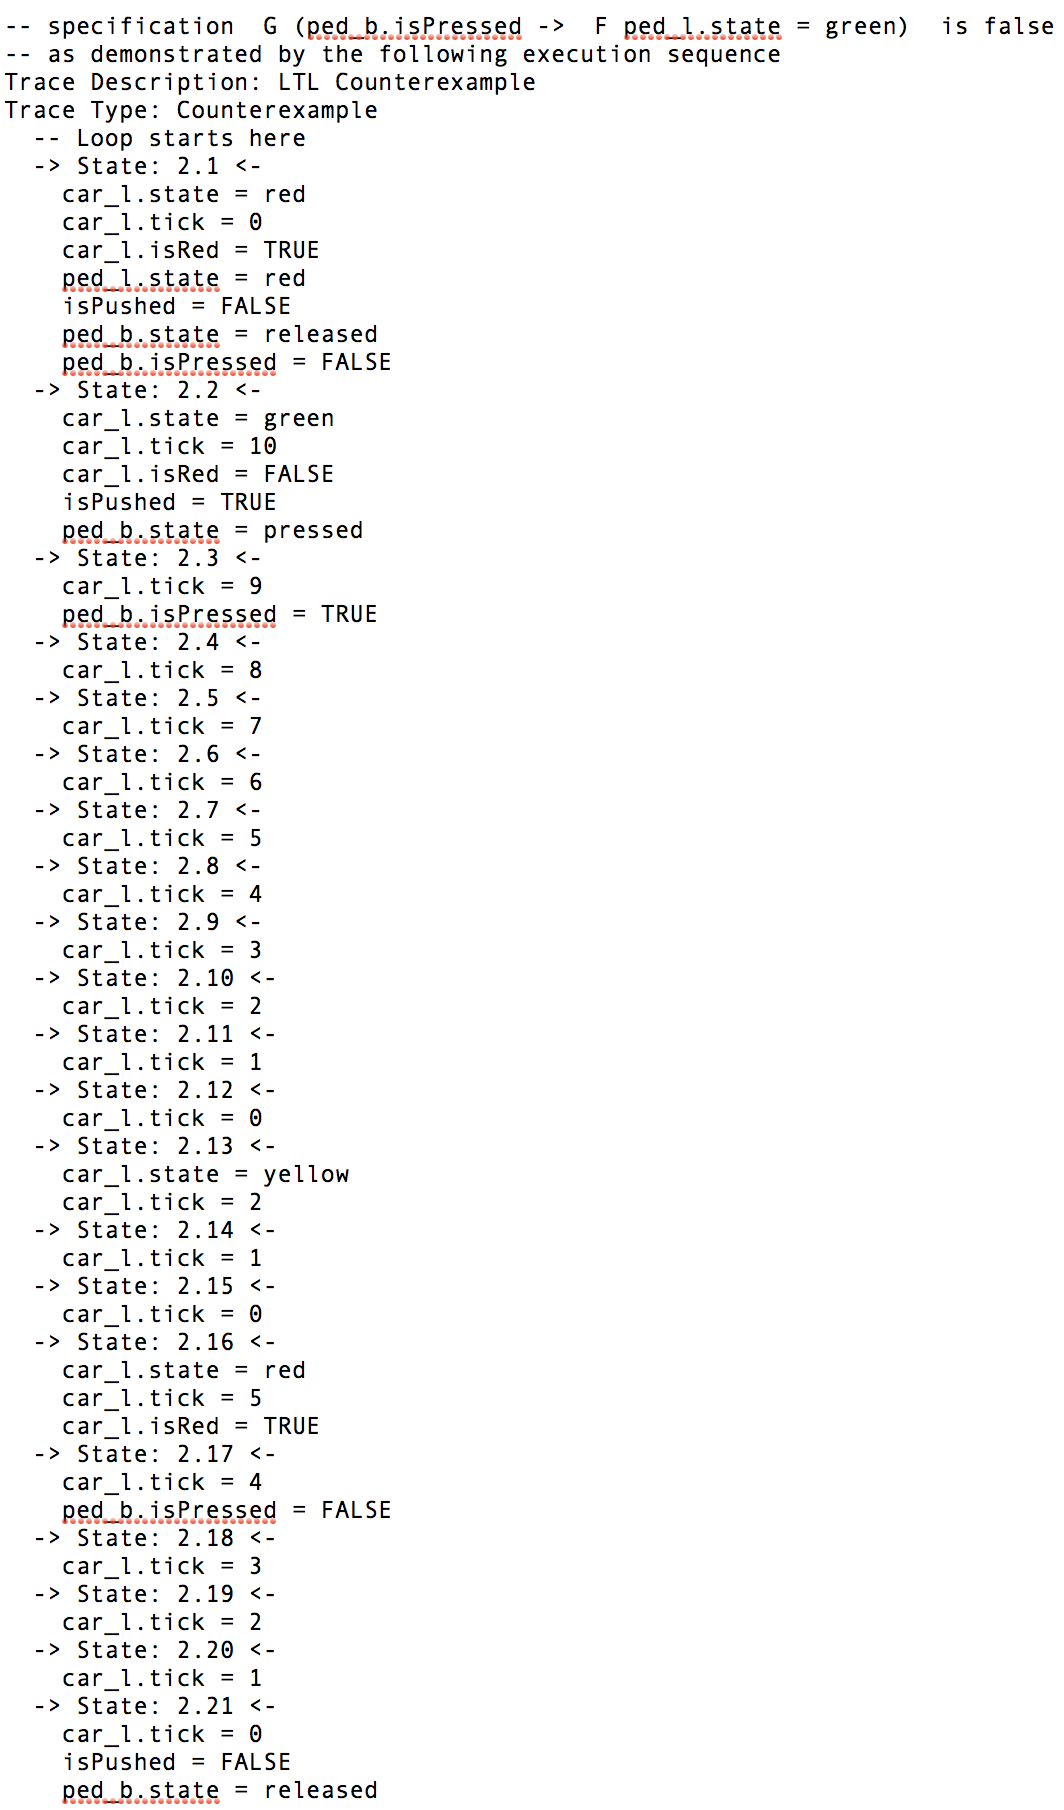 -- specification  G (ped_b.isPressed ->  F ped_l.state = green)  is false
-- as demonstrated by the following execution sequence
Trace Description: LTL Counterexample
Trace Type: Counterexample
  -- Loop starts here
  -> State: 2.1 <-
    car_l.state = red
    car_l.tick = 0
    car_l.isRed = TRUE
    ped_l.state = red
    isPushed = FALSE
    ped_b.state = released
    ped_b.isPressed = FALSE
  -> State: 2.2 <-
    car_l.state = green
    car_l.tick = 10
    car_l.isRed = FALSE
    isPushed = TRUE
    ped_b.state = pressed
  -> State: 2.3 <-
    car_l.tick = 9
    ped_b.isPressed = TRUE
  -> State: 2.4 <-
    car_l.tick = 8
  -> State: 2.5 <-
    car_l.tick = 7
  -> State: 2.6 <-
    car_l.tick = 6
  -> State: 2.7 <-
    car_l.tick = 5
  -> State: 2.8 <-
    car_l.tick = 4
  -> State: 2.9 <-
    car_l.tick = 3
  -> State: 2.10 <-
    car_l.tick = 2
  -> State: 2.11 <-
    car_l.tick = 1
  -> State: 2.12 <-
    car_l.tick = 0
  -> State: 2.13 <-
    car_l.state = yellow
    car_l.tick = 2
  -> State: 2.14 <-
    car_l.tick = 1
  -> State: 2.15 <-
    car_l.tick = 0
  -> State: 2.16 <-
    car_l.state = red
    car_l.tick = 5
    car_l.isRed = TRUE
  -> State: 2.17 <-
    car_l.tick = 4
    ped_b.isPressed = FALSE
  -> State: 2.18 <-
    car_l.tick = 3
  -> State: 2.19 <-
    car_l.tick = 2
  -> State: 2.20 <-
    car_l.tick = 1
  -> State: 2.21 <-
    car_l.tick = 0
    isPushed = FALSE
    ped_b.state = released